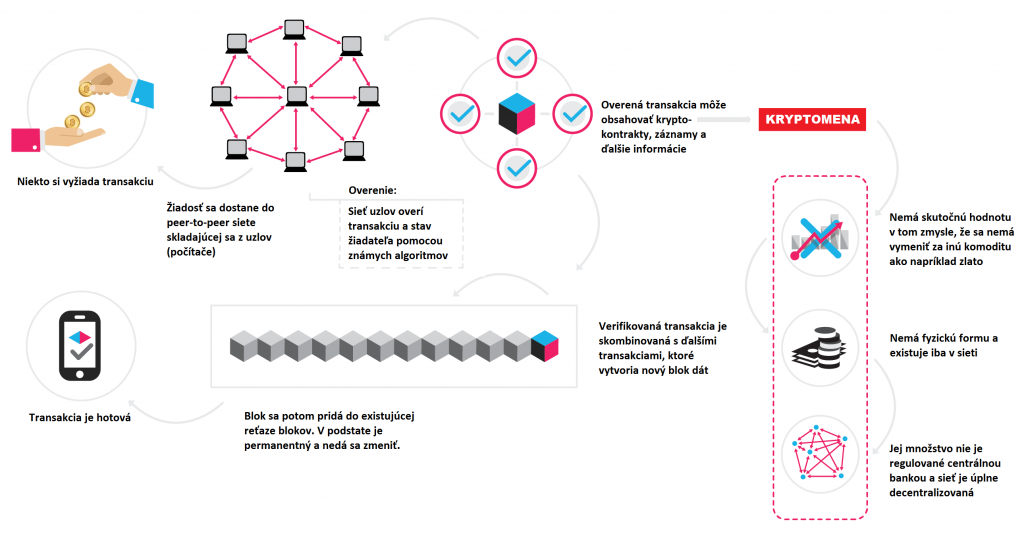 Niekto si vyžiada transakciu
Žiadosť sa dostane do
peer-to-peer siete
skladajúcej sa z uzlov
(počítače)
Overenie:
Sieť uzlov overí
transakciu a stav
žiadateľa pomocou
známych algoritmov
Overená transakcia môže
obsahovať krypto-
kontrakty, záznamy a
ďalšie informácie
KRYPTOMENA
Nemá skutočnú hodnotu
v tom zmysle, že sa nemá
vymeniť za inú komoditu
ako napríklad zlato
Nemá fyzickú formu a
existuje iba v sieti
Jej množstvo nie je
regulované centrálnou
bankou a sieť je úplne
decentralizovaná
Verifikovaná transakcia je
skombinovaná s ďalšími
transakciami, ktoré
vytvoria nový blok dát
Blok sa potom pridá do existujúcej
reťaze blokov. V podstate je
permanentný a nedá sa zmeniť.
Transakcia je hotová